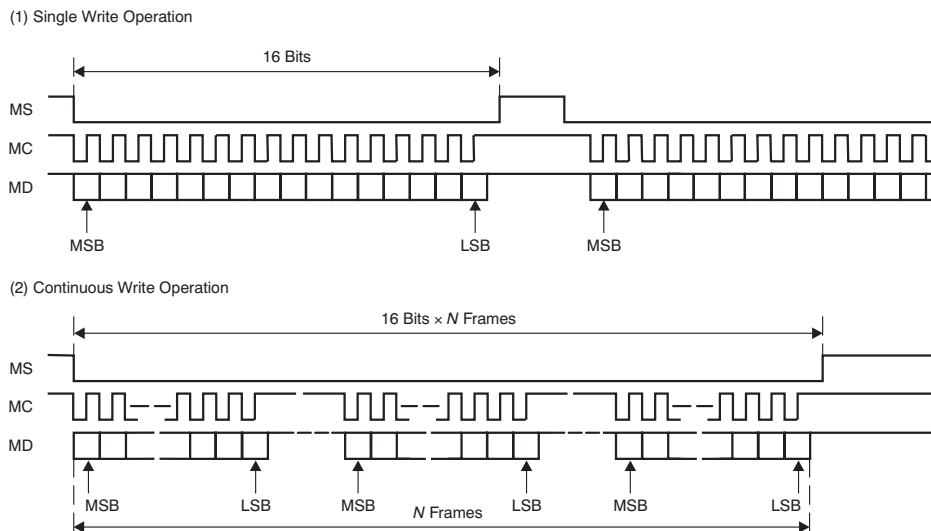 (1) Single Write Operation
16 Bits
MS
MC
MD
MSB
LSB
MSB
(2) Continuous Write Operation
16 Bits × N Frames
MS
MC
MD
MSB
LSB
MSB
LSB
MSB
LSB
N Frames